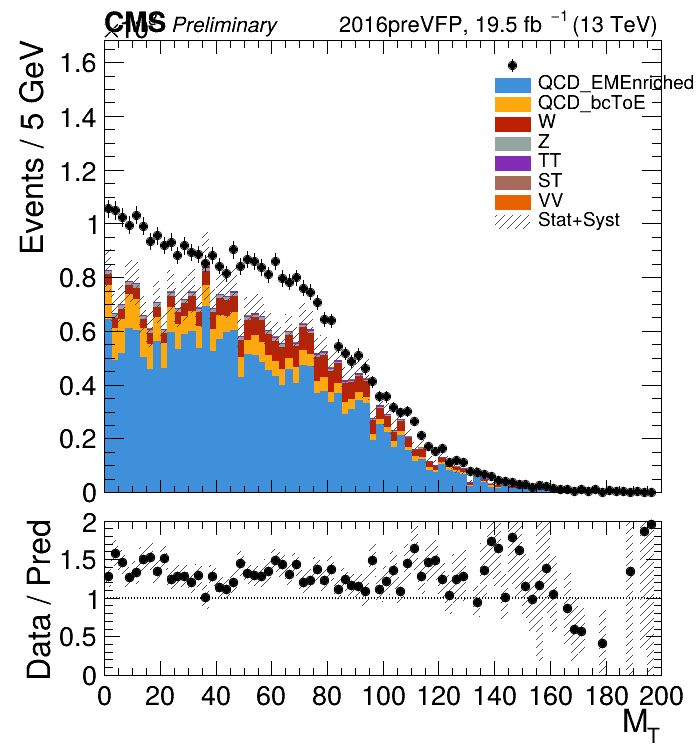 CMS Preliminary 2016preVFP, 19.5 fb⁻¹ (13 TeV)
Events / 5 GeV
1.6
1.4
1.2
1
0.8
0.6
0.4
0.2
0
QCD_EMEnriched
QCD_bcToE
W
Z
TT
ST
VV
Stat+Syst
Data / Pred
2
1.5
1
0.5
0
0 20 40 60 80 100 120 140 160 180 200
M_T